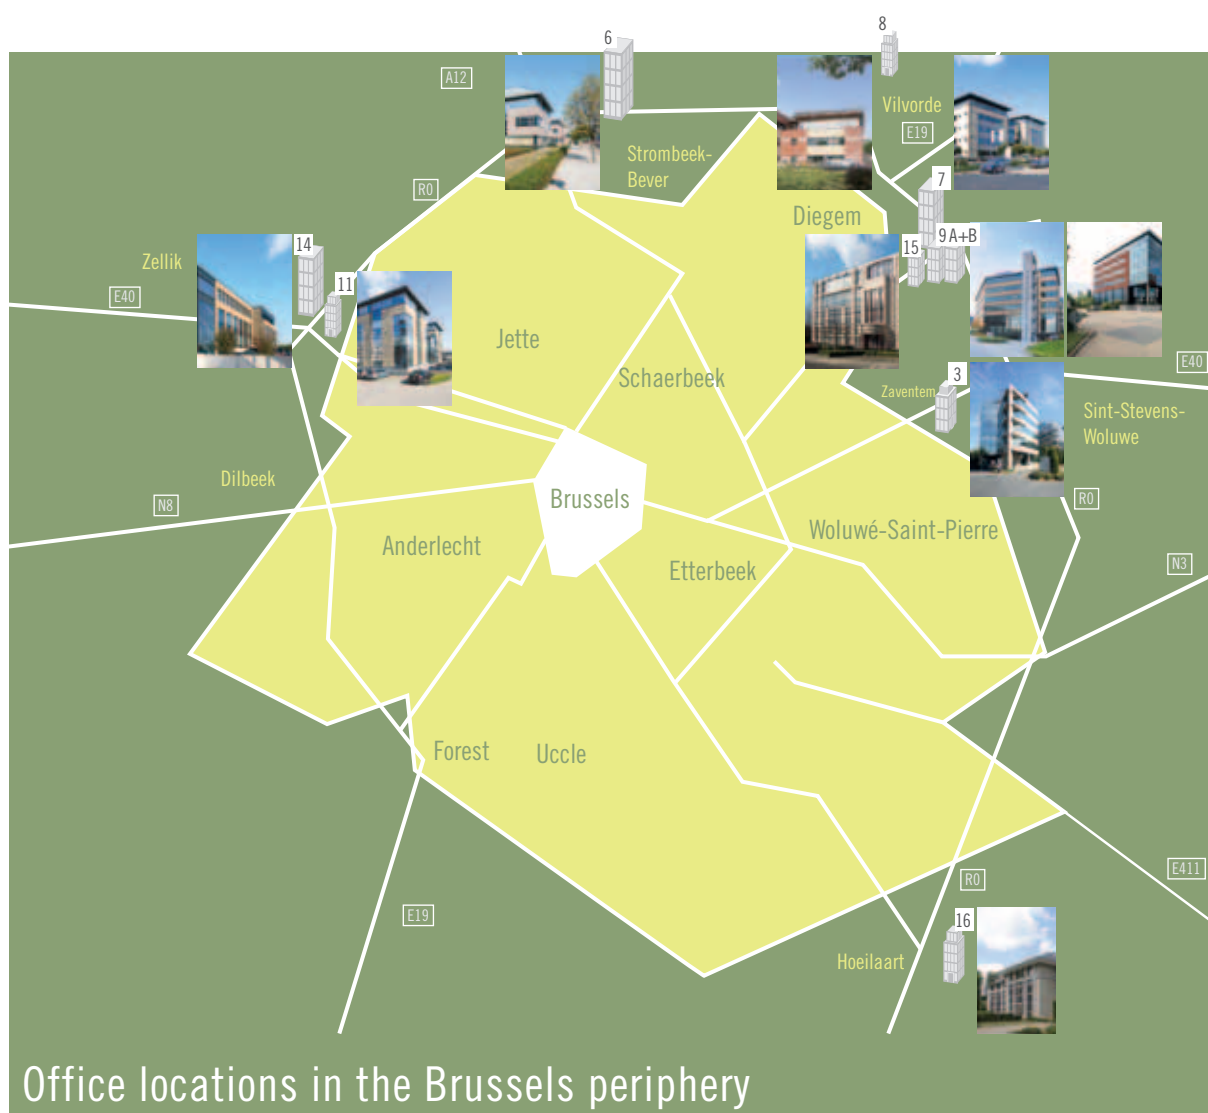 8
6
A12
Vilvorde
E19
Strombeek-
Bever
7
R0
Diegem
14
9 A+B
15
Zellik
11
E40
Jette
E40
Schaerbeek
3
Zaventem
Sint-Stevens-
Woluwe
Dilbeek
Brussels
R0
N8
Woluwé-Saint-Pierre
Anderlecht
N3
Etterbeek
Forest
Uccle
E411
R0
E19
16
Hoeilaart
Office locations in the Brussels periphery